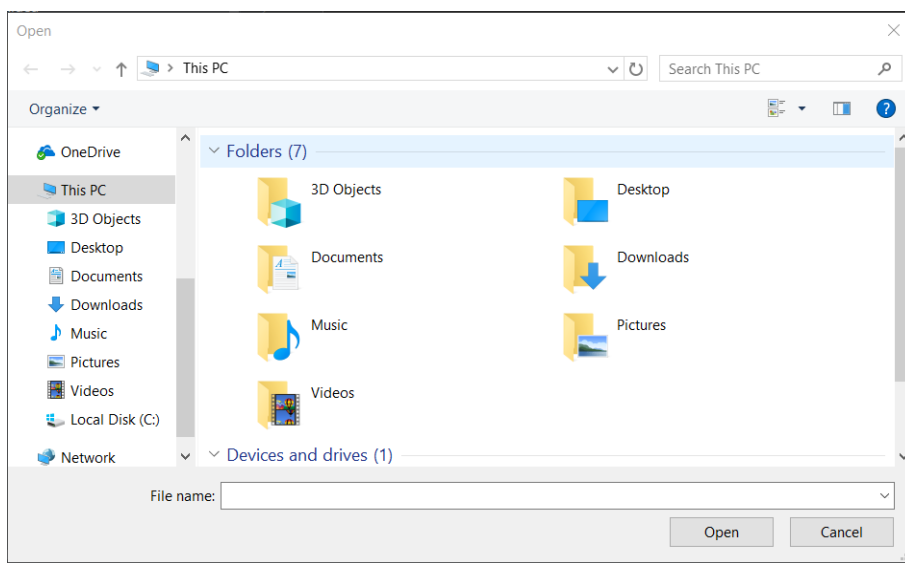 Open
This PC
Search This PC
Organize
OneDrive
This PC
3D Objects
Desktop
Documents
Downloads
Music
Pictures
Videos
Local Disk (C:)
Network
Folders (7)
3D Objects
Desktop
Documents
Downloads
Music
Pictures
Videos
Devices and drives (1)
File name:
Open
Cancel